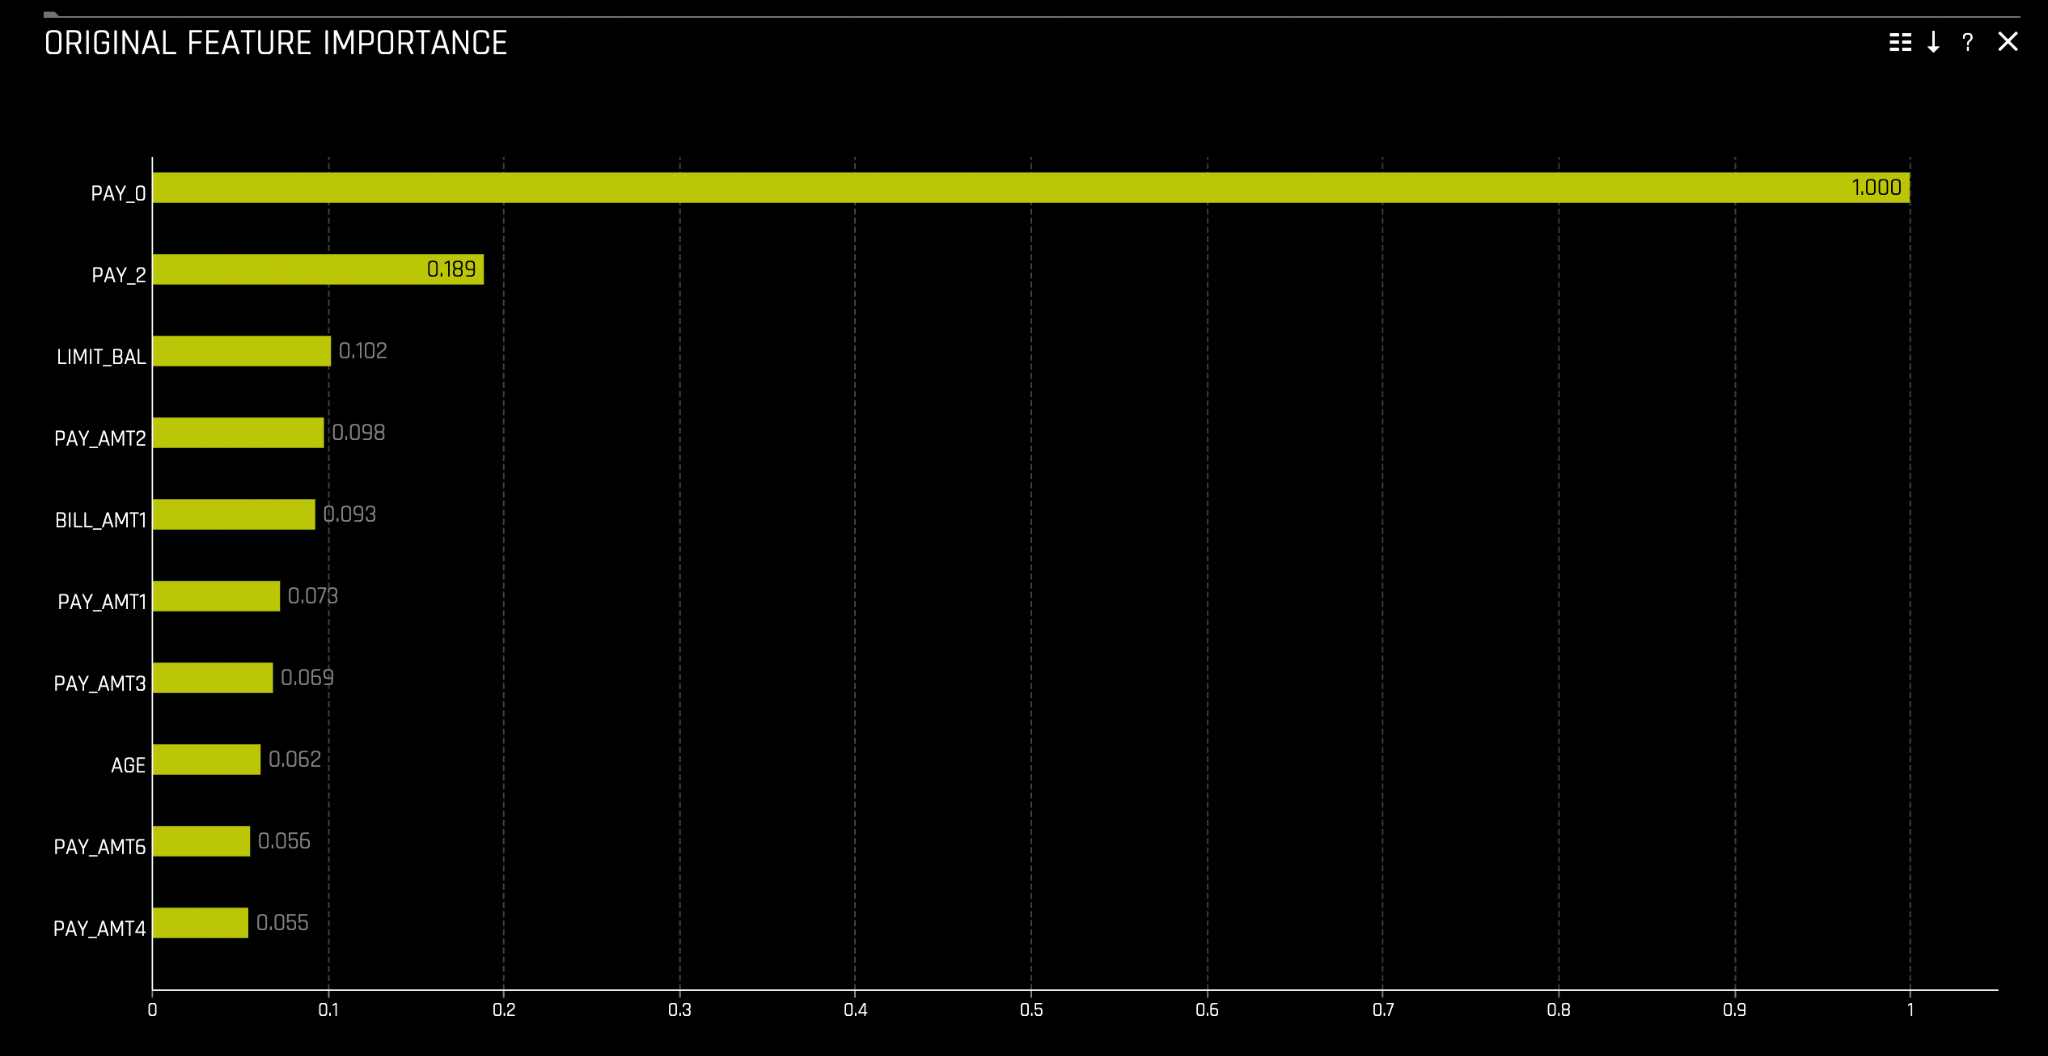 ORIGINAL FEATURE IMPORTANCE
?
PAY_0 1.000
PAY_2 0.189
LIMIT_BAL 0.102
PAY_AMT2 0.098
BILL_AMT1 0.093
PAY_AMT1 0.073
PAY_AMT3 0.069
AGE 0.062
PAY_AMT6 0.056
PAY_AMT4 0.055
0 0.1 0.2 0.3 0.4 0.5 0.6 0.7 0.8 0.9 1